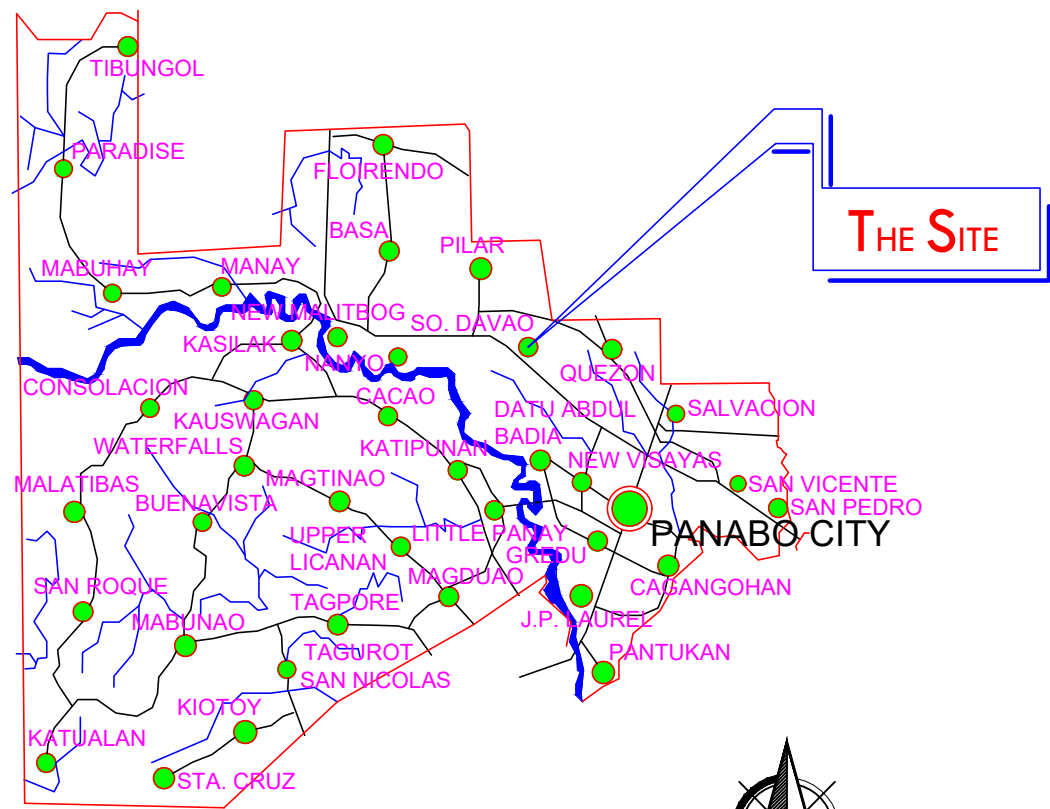 TIBUNGOL
PARADISE
FLOIRENDO
BASA
PILAR
THE SITE
MABUHAY
MANAY
NEW MALITBOG
SO. DAVAO
KASILAK
NANYO
QUEZON
CONSOLACION
CACAO
KAUSWAGAN
DATU ABDUL
SALVACION
WATERFALLS
KATIPUNAN
BADIA
NEW VISAYAS
MALATIBAS
MAGTINAO
SAN VICENTE
BUENAVISTA
SAN PEDRO
UPPER
LICANAN
LITTLE PANAY
PANABO CITY
GREDU
SAN ROQUE
MAGDUAO
CAGANGOHAN
TAGPORE
MABUNAO
J.P. LAUREL
TAGUROT
PANTUKAN
SAN NICOLAS
KIOTOY
KATUALAN
STA. CRUZ